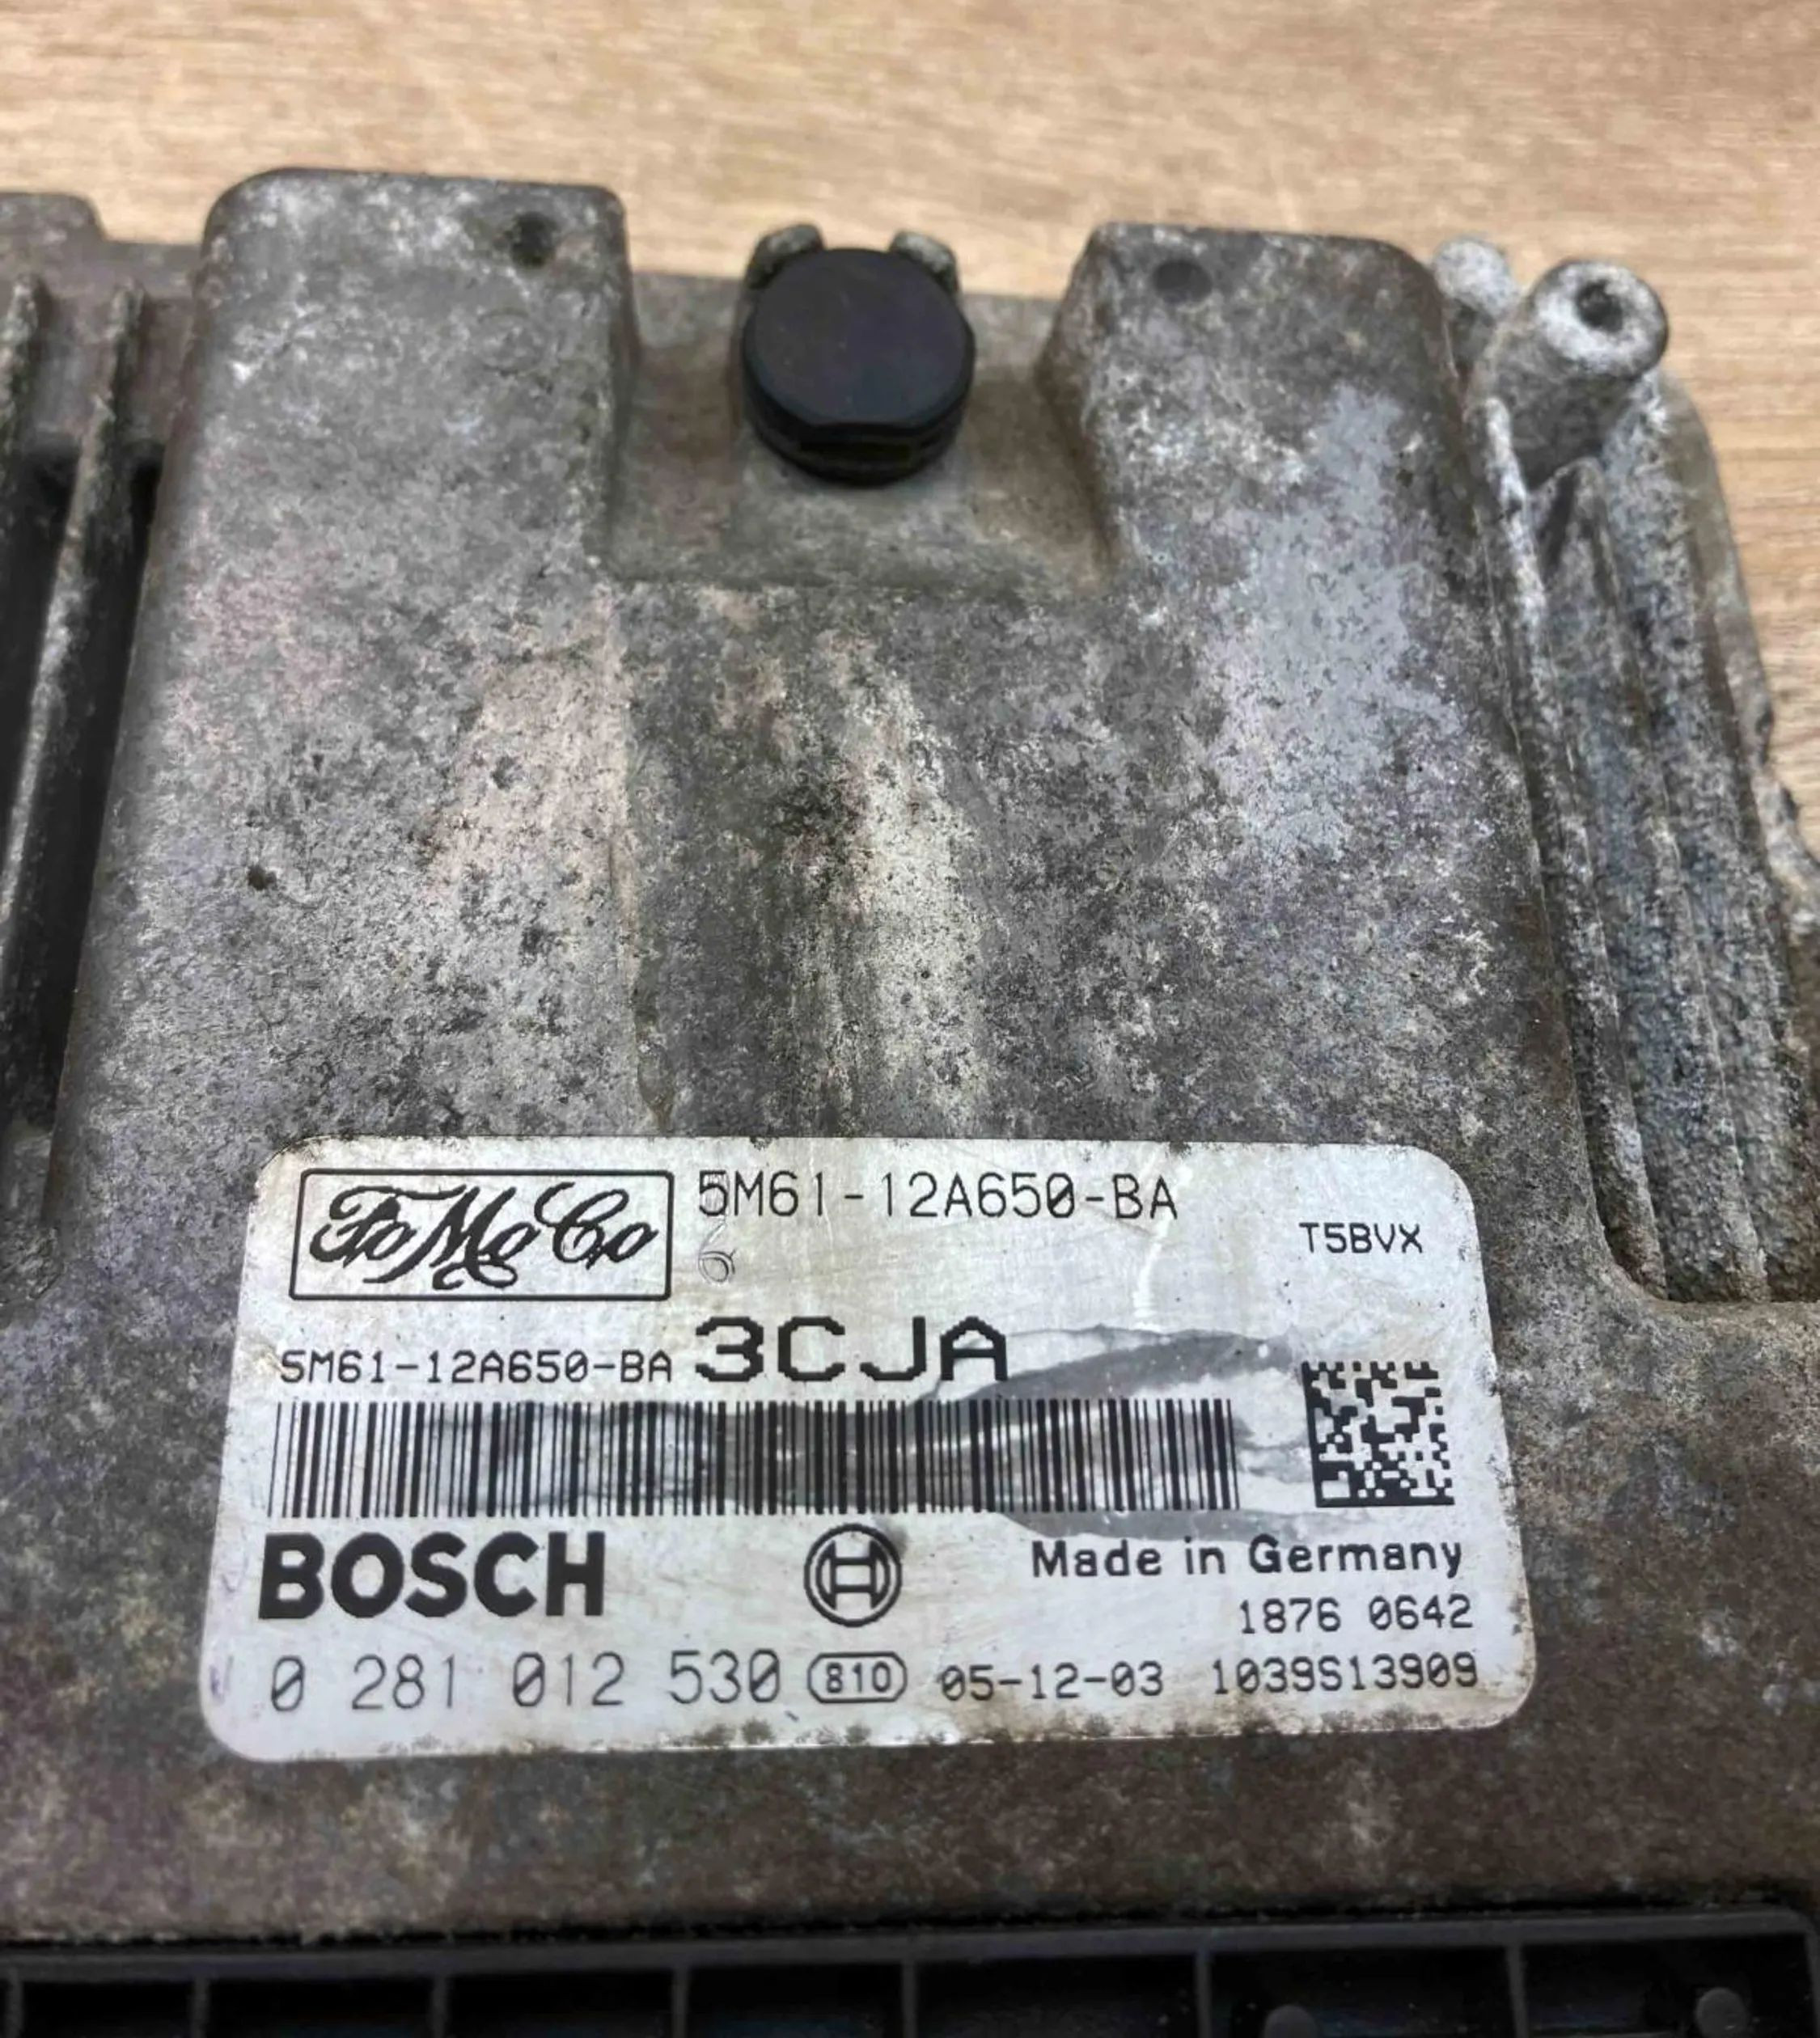 FoMoCo 5M61-12A650-BA
6
T5BVX
5M61-12A650-BA 3CJA
BOSCH
Made in Germany
1876 0642
0 281 012 530 810 05-12-03 1039S13909